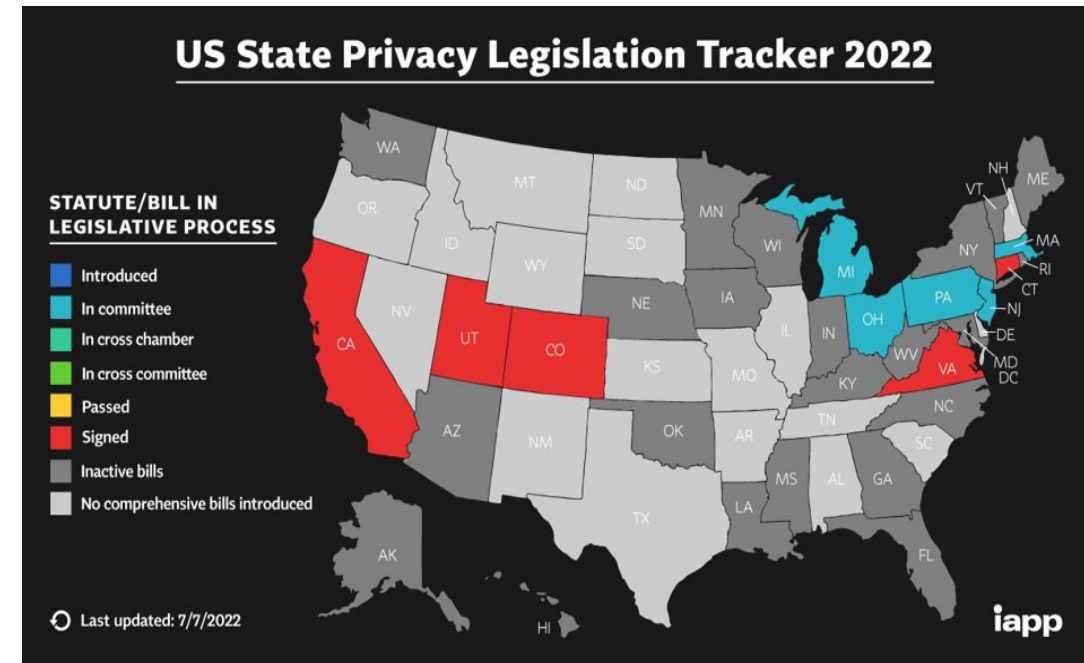 US State Privacy Legislation Tracker 2022
STATUTE/BILL IN
LEGISLATIVE PROCESS
Introduced
In committee
In cross chamber
In cross committee
Passed
Signed
Inactive bills
No comprehensive bills introduced
WA
OR
CA
NV
ID
MT
WY
UT
CO
AZ
NM
ND
SD
NE
KS
OK
TX
MN
IA
MO
AR
LA
WI
IL
MI
IN
OH
KY
TN
MS
AL
GA
FL
SC
NC
VA
WV
PA
NY
VT
NH
ME
MA
RI
CT
NJ
DE
MD
DC
AK
HI
Last updated: 7/7/2022
iapp